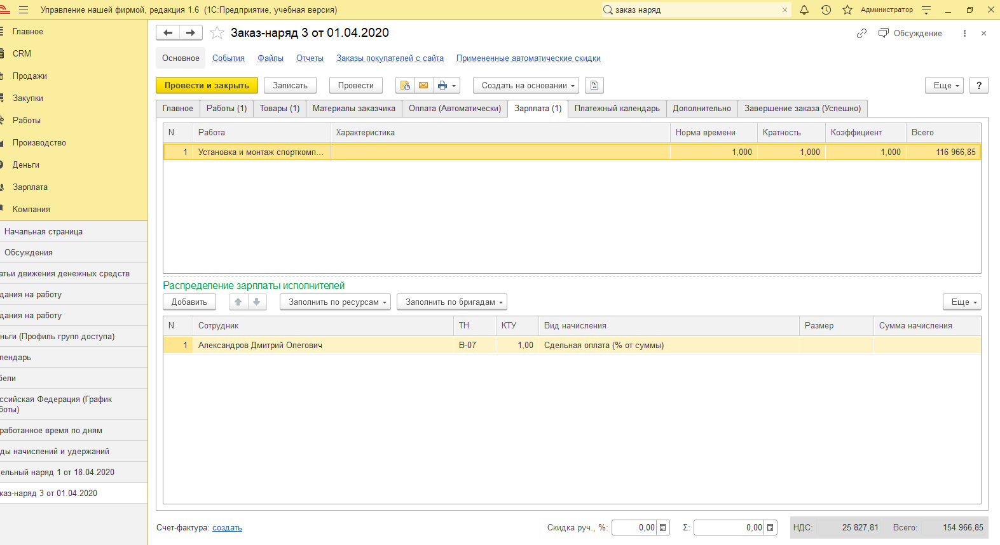 Управление нашей фирмой, редакция 1.6 (1С:Предприятие, учебная версия)
заказ наряд
Администратор
Главное
CRM
Продажи
Закупки
Работы
Производство
Деньги
Зарплата
Компания
Начальная страница
Обсуждения
атьи движения денежных средств
дания на работу
дания на работу
ньги (Профиль групп доступа)
лендарь
бели
ссийская Федерация (График
боты)
работанное время по дням
ды начислений и удержаний
ельный наряд 1 от 18.04.2020
каз-наряд 3 от 01.04.2020
Заказ-наряд 3 от 01.04.2020
Обсуждение
Основное События Файлы Отчеты Заказы покупателей с сайта Примененные автоматические скидки
Провести и закрыть Записать Провести Создать на основании Еще ?
Главное Работы (1) Товары (1) Материалы заказчика Оплата (Автоматически) Зарплата (1) Платежный календарь Дополнительно Завершение заказа (Успешно)
N Работа Характеристика Норма времени Кратность Коэффициент Всего
1 Установка и монтаж спорткомп... 1,000 1,000 1,000 116 966,85
Распределение зарплаты исполнителей
Добавить Заполнить по ресурсам Заполнить по бригадам Еще
N Сотрудник ТН КТУ Вид начисления Размер Сумма начисления
1 Александров Дмитрий Олегович В-07 1,00 Сдельная оплата (% от суммы)
Счет-фактура: создать Скидка руч., %: 0,00 Σ: 0,00 НДС: 25 827,81 Всего: 154 966,85